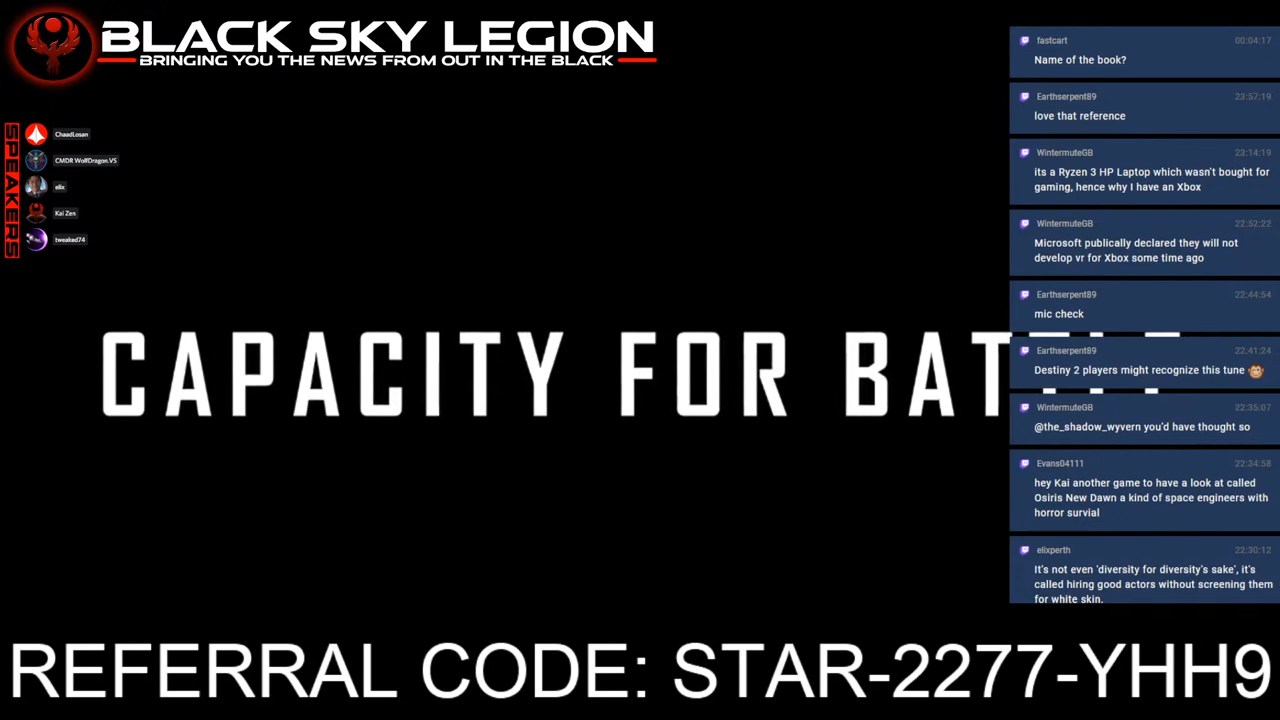 BLACK SKY LEGION
BRINGING YOU THE NEWS FROM OUT IN THE BLACK
SPEAKERS
ChaadLosan
CMDR WolfDragon.VS
elix
Kai Zen
tweaked74
CAPACITY FOR
fastcart 00:04:17
Name of the book?
Earthserpent89 23:57:19
love that reference
WintermuteGB 23:14:19
its a Ryzen 3 HP Laptop which wasn't bought for
gaming, hence why I have an Xbox
WintermuteGB 22:52:22
Microsoft publically declared they will not
develop vr for Xbox some time ago
Earthserpent89 22:44:54
mic check
Earthserpent89 22:41:24
Destiny 2 players might recognize this tune 🐵
WintermuteGB 22:35:07
@the_shadow_wyvern you'd have thought so
Evans04111 22:34:58
hey Kai another game to have a look at called
Osiris New Dawn a kind of space engineers with
horror survial
elixperth 22:30:12
It's not even 'diversity for diversity's sake', it's
called hiring good actors without screening them
for white skin.
REFERRAL CODE: STAR-2277-YHH9